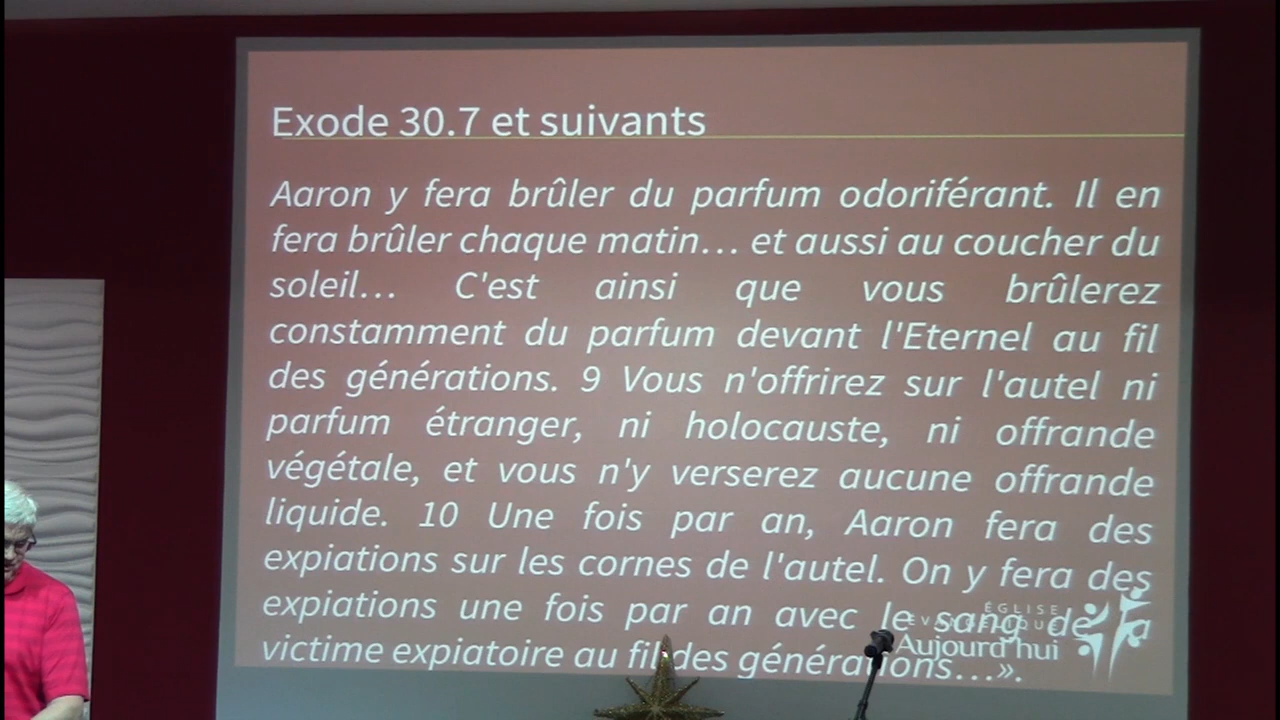 Exode 30.7 et suivants
Aaron y fera brûler du parfum odoriférant. Il en
fera brûler chaque matin… et aussi au coucher du
soleil… C'est ainsi que vous brûlerez
constamment du parfum devant l'Eternel au fil
des générations. 9 Vous n'offrirez sur l'autel ni
parfum étranger, ni holocauste, ni offrande
végétale, et vous n'y verserez aucune offrande
liquide. 10 Une fois par an, Aaron fera des
expiations sur les cornes de l'autel. On y fera des
expiations une fois par an avec le sang de la
victime expiatoire au fil des générations…».
ÉGLISE
ÉVANGÉLIQUE
Aujourd'hui